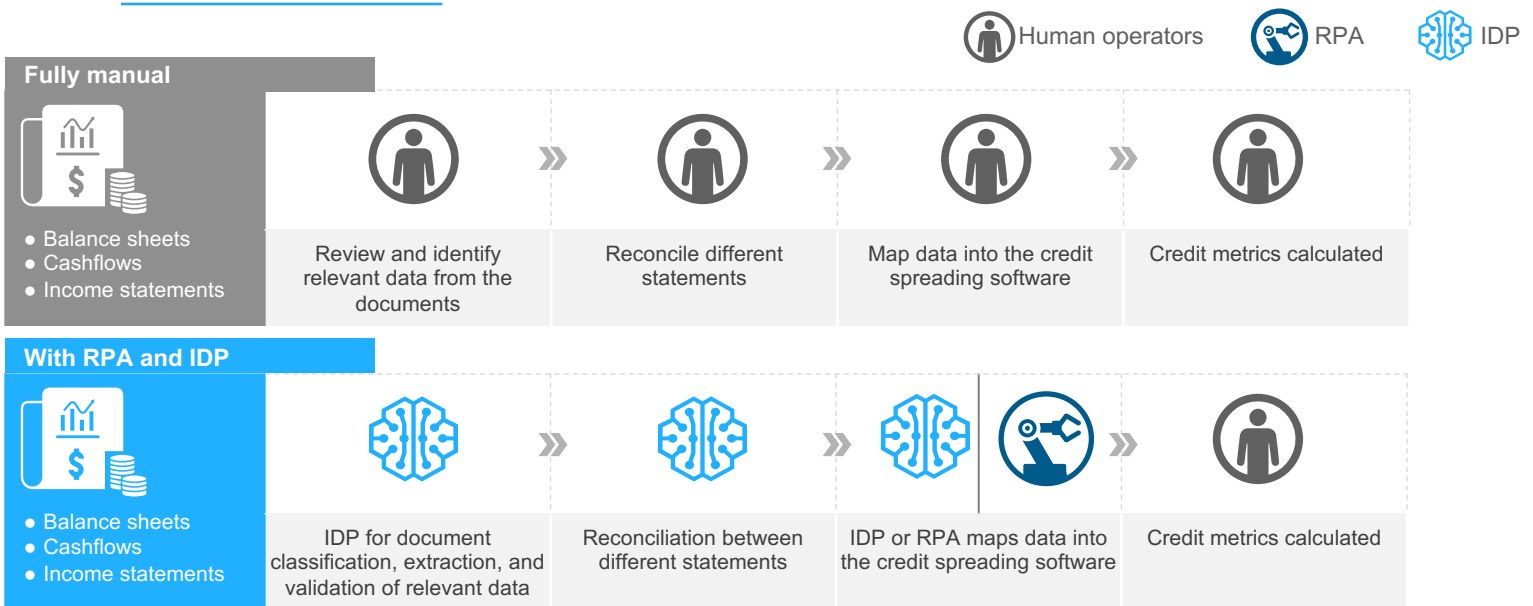 Human operators
RPA
IDP
Fully manual
$
● Balance sheets
● Cashflows
● Income statements
Review and identify
relevant data from the
documents
Reconcile different
statements
Map data into the credit
spreading software
Credit metrics calculated
With RPA and IDP
$
● Balance sheets
● Cashflows
● Income statements
IDP for document
classification, extraction, and
validation of relevant data
Reconciliation between
different statements
IDP or RPA maps data into
the credit spreading software
Credit metrics calculated